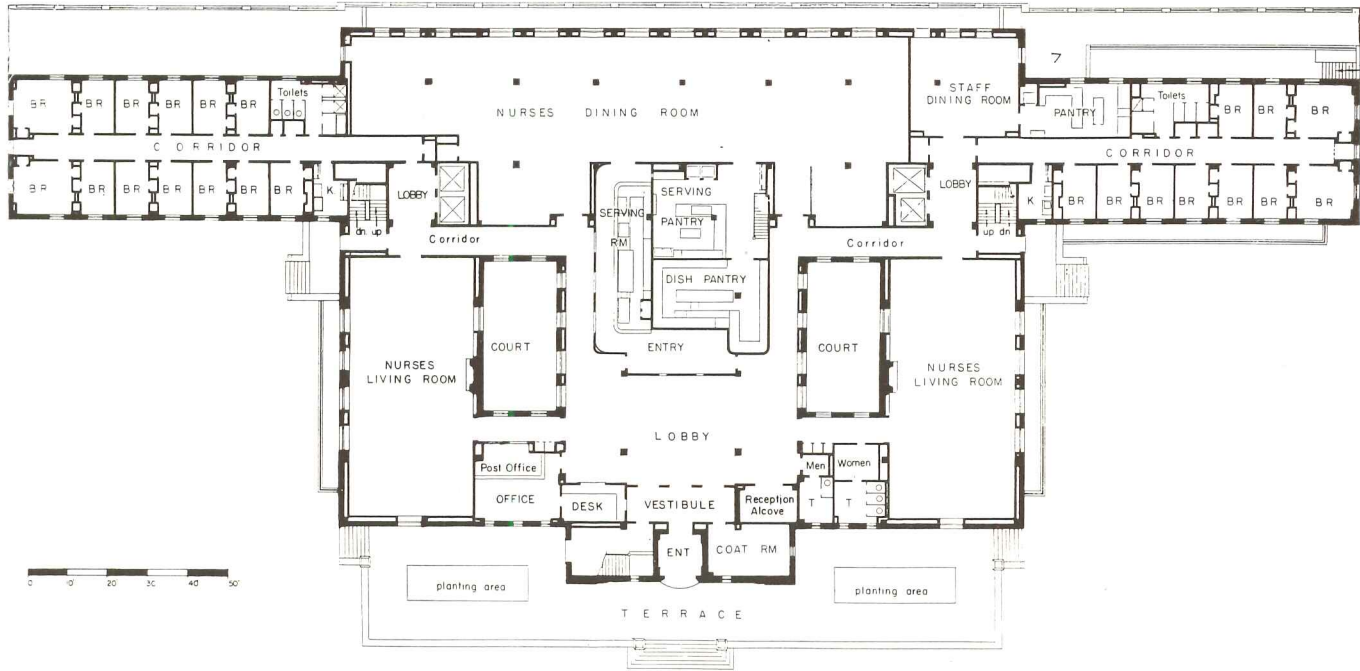 7
BR BR BR BR BR BR Toilets
NURSES DINING ROOM
STAFF
DINING ROOM
PANTRY
Toilets
BR BR BR
CORRIDOR
CORRIDOR
BR BR BR BR BR BR BR K
dn up
LOBBY
SERVING
RM
SERVING
PANTRY
LOBBY
up dn
K BR BR BR BR BR BR BR
Corridor
Corridor
DISH PANTRY
COURT
ENTRY
COURT
NURSES
LIVING ROOM
NURSES
LIVING ROOM
LOBBY
Post Office
OFFICE
DESK
VESTIBULE
Reception
Alcove
Men
Women
T
T
ENT
COAT RM
0 10' 20' 30' 40' 50'
planting area
planting area
TERRACE